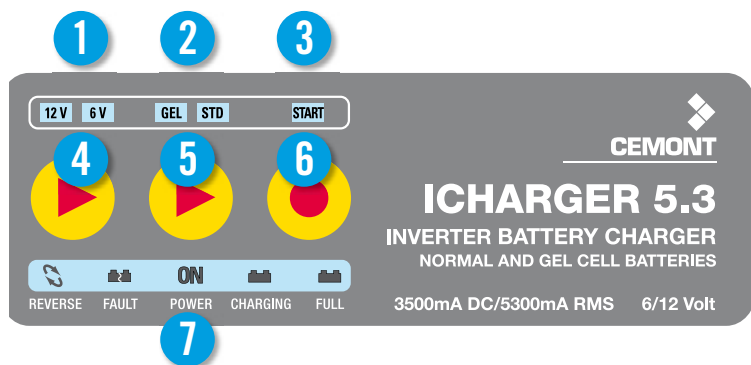 1 2 3
12 V 6 V GEL STD START
CEMONT
4 5 6
ICHARGER 5.3
INVERTER BATTERY CHARGER
NORMAL AND GEL CELL BATTERIES
ON
REVERSE FAULT POWER CHARGING FULL
3500mA DC/5300mA RMS 6/12 Volt
7